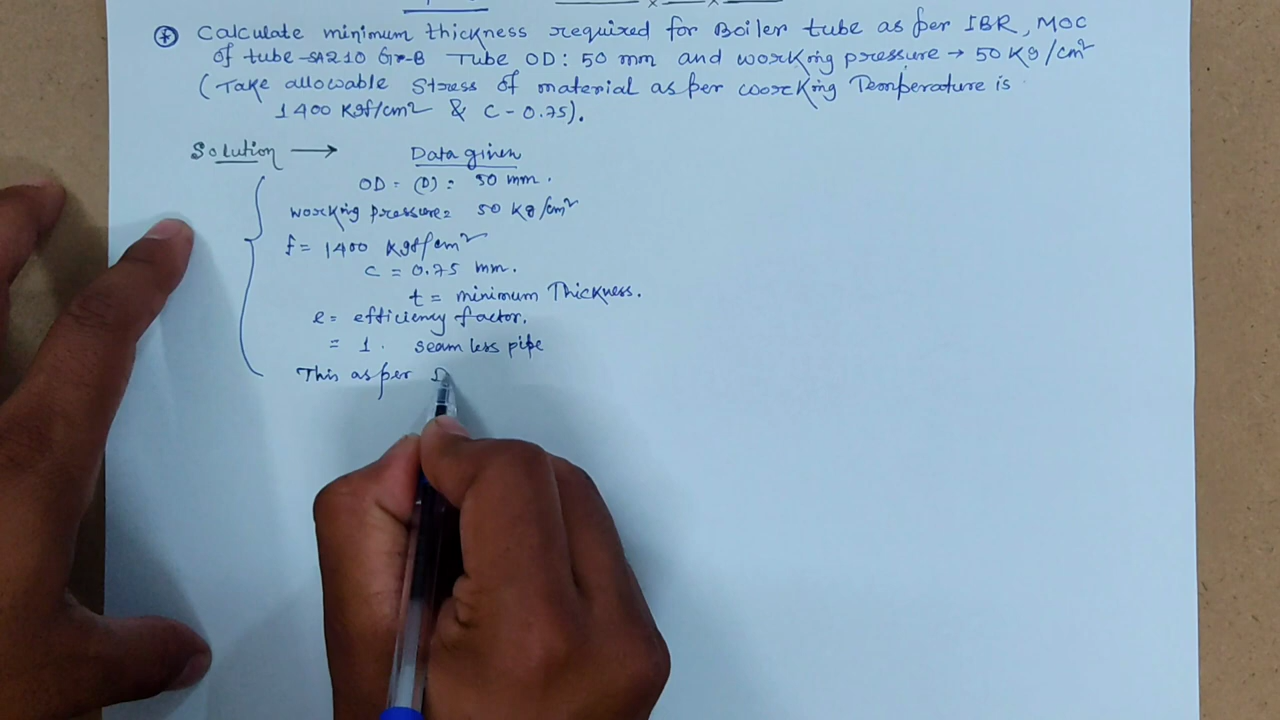 Calculate minimum thickness required for Boiler tube as per IBR, MOC
of tube SA210 Gr-B Tube OD: 50 mm and working pressure → 50 Kg/cm²
(Take allowable Stress of material as per working Temperature is
1400 Kgf/cm² & C - 0.75).
Solution → Data given
OD = (D) = 50 mm.
working pressure = 50 Kg/cm²
f = 1400 Kgf/cm²
C = 0.75 mm.
t = minimum Thickness.
e = efficiency factor.
= 1. seam less pipe
This as per